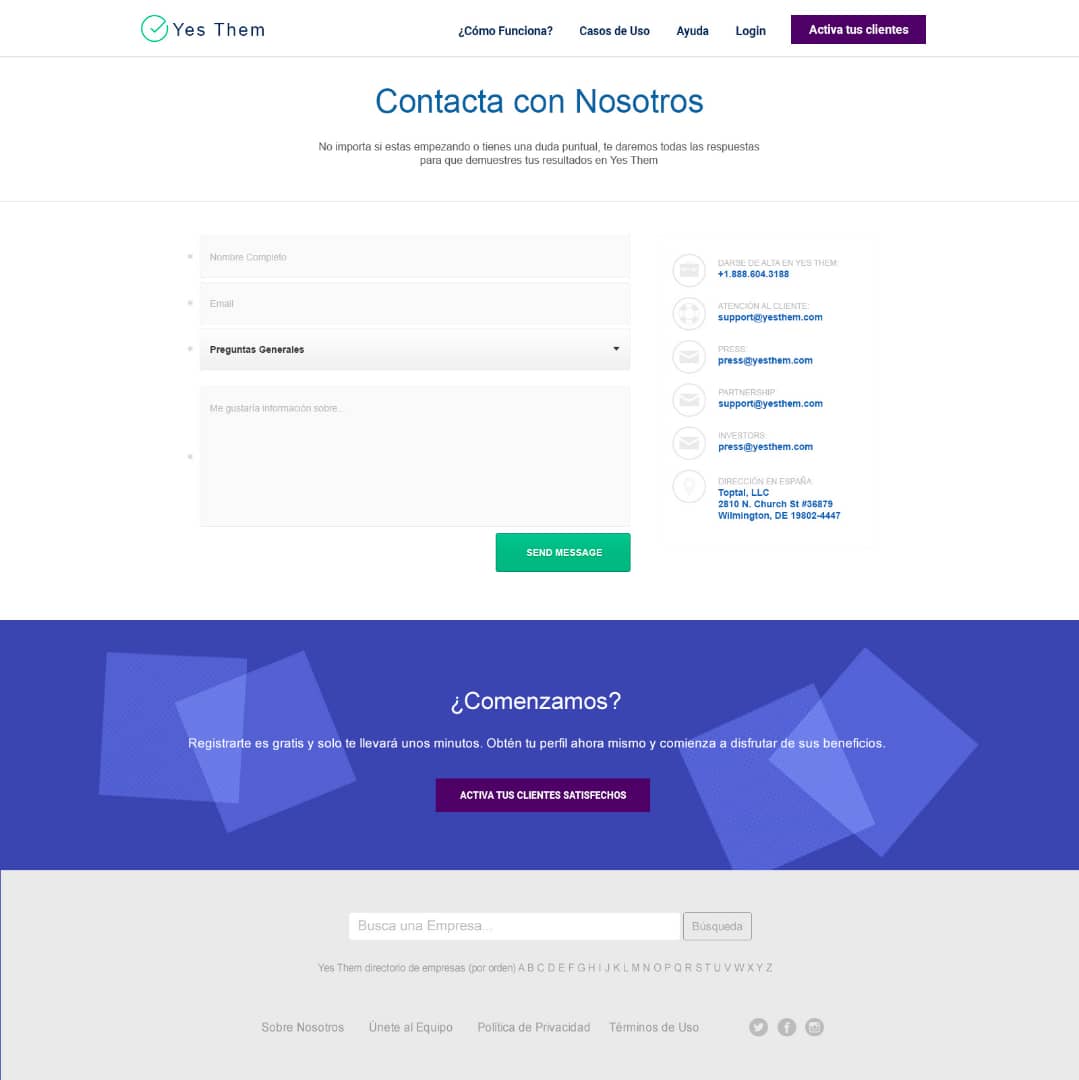 Yes Them
¿Cómo Funciona? Casos de Uso Ayuda Login Activa tus clientes
Contacta con Nosotros
No importa si estas empezando o tienes una duda puntual, te daremos todas las respuestas
para que demuestres tus resultados en Yes Them
* Nombre Completo
* Email
* Preguntas Generales
* Me gustaría información sobre...
SEND MESSAGE
DARSE DE ALTA EN YES THEM:
+1.888.604.3188
ATENCIÓN AL CLIENTE:
support@yesthem.com
PRESS:
press@yesthem.com
PARTNERSHIP:
support@yesthem.com
INVESTORS:
press@yesthem.com
DIRECCIÓN EN ESPAÑA:
Toptal, LLC
2810 N. Church St #36879
Wilmington, DE 19802-4447
¿Comenzamos?
Registrarte es gratis y solo te llevará unos minutos. Obtén tu perfil ahora mismo y comienza a disfrutar de sus beneficios.
ACTIVA TUS CLIENTES SATISFECHOS
Busca una Empresa... Búsqueda
Yes Them directorio de empresas (por orden) A B C D E F G H I J K L M N O P Q R S T U V W X Y Z
Sobre Nosotros Únete al Equipo Política de Privacidad Términos de Uso